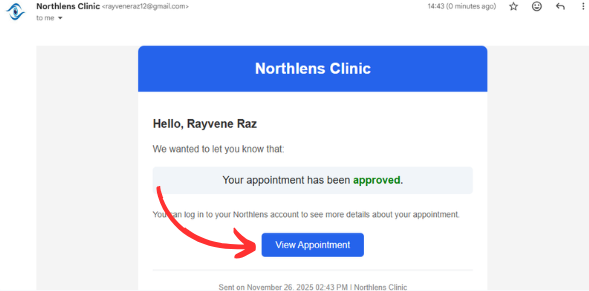 Northlens Clinic <rayveneraz12@gmail.com> 14:43 (0 minutes ago)
to me
Northlens Clinic
Hello, Rayvene Raz
We wanted to let you know that:
Your appointment has been approved.
You can log in to your Northlens account to see more details about your appointment.
View Appointment
Sent on November 26, 2025 02:43 PM | Northlens Clinic